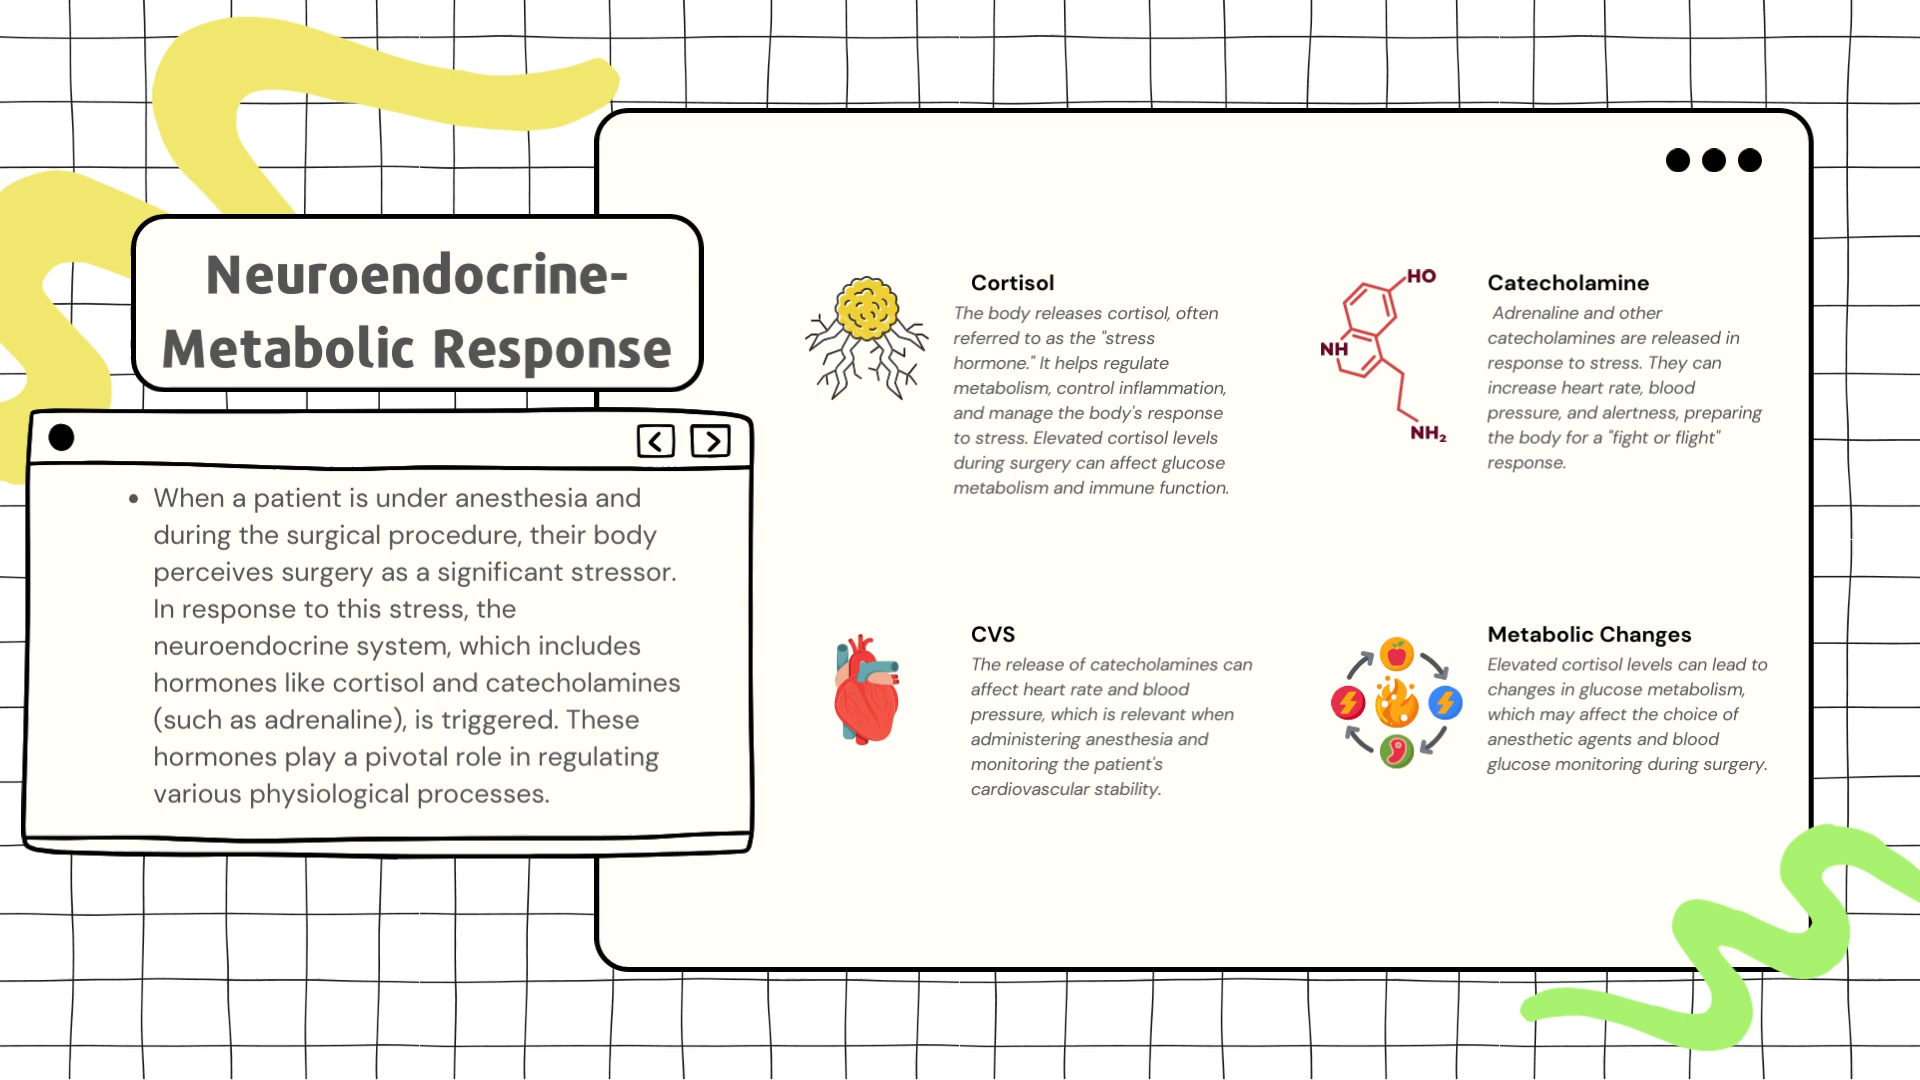 Neuroendocrine-
Metabolic Response
• When a patient is under anesthesia and
during the surgical procedure, their body
perceives surgery as a significant stressor.
In response to this stress, the
neuroendocrine system, which includes
hormones like cortisol and catecholamines
(such as adrenaline), is triggered. These
hormones play a pivotal role in regulating
various physiological processes.
Cortisol
The body releases cortisol, often
referred to as the "stress
hormone." It helps regulate
metabolism, control inflammation,
and manage the body's response
to stress. Elevated cortisol levels
during surgery can affect glucose
metabolism and immune function.
HO
NH
NH₂
Catecholamine
Adrenaline and other
catecholamines are released in
response to stress. They can
increase heart rate, blood
pressure, and alertness, preparing
the body for a "fight or flight"
response.
CVS
The release of catecholamines can
affect heart rate and blood
pressure, which is relevant when
administering anesthesia and
monitoring the patient's
cardiovascular stability.
Metabolic Changes
Elevated cortisol levels can lead to
changes in glucose metabolism,
which may affect the choice of
anesthetic agents and blood
glucose monitoring during surgery.